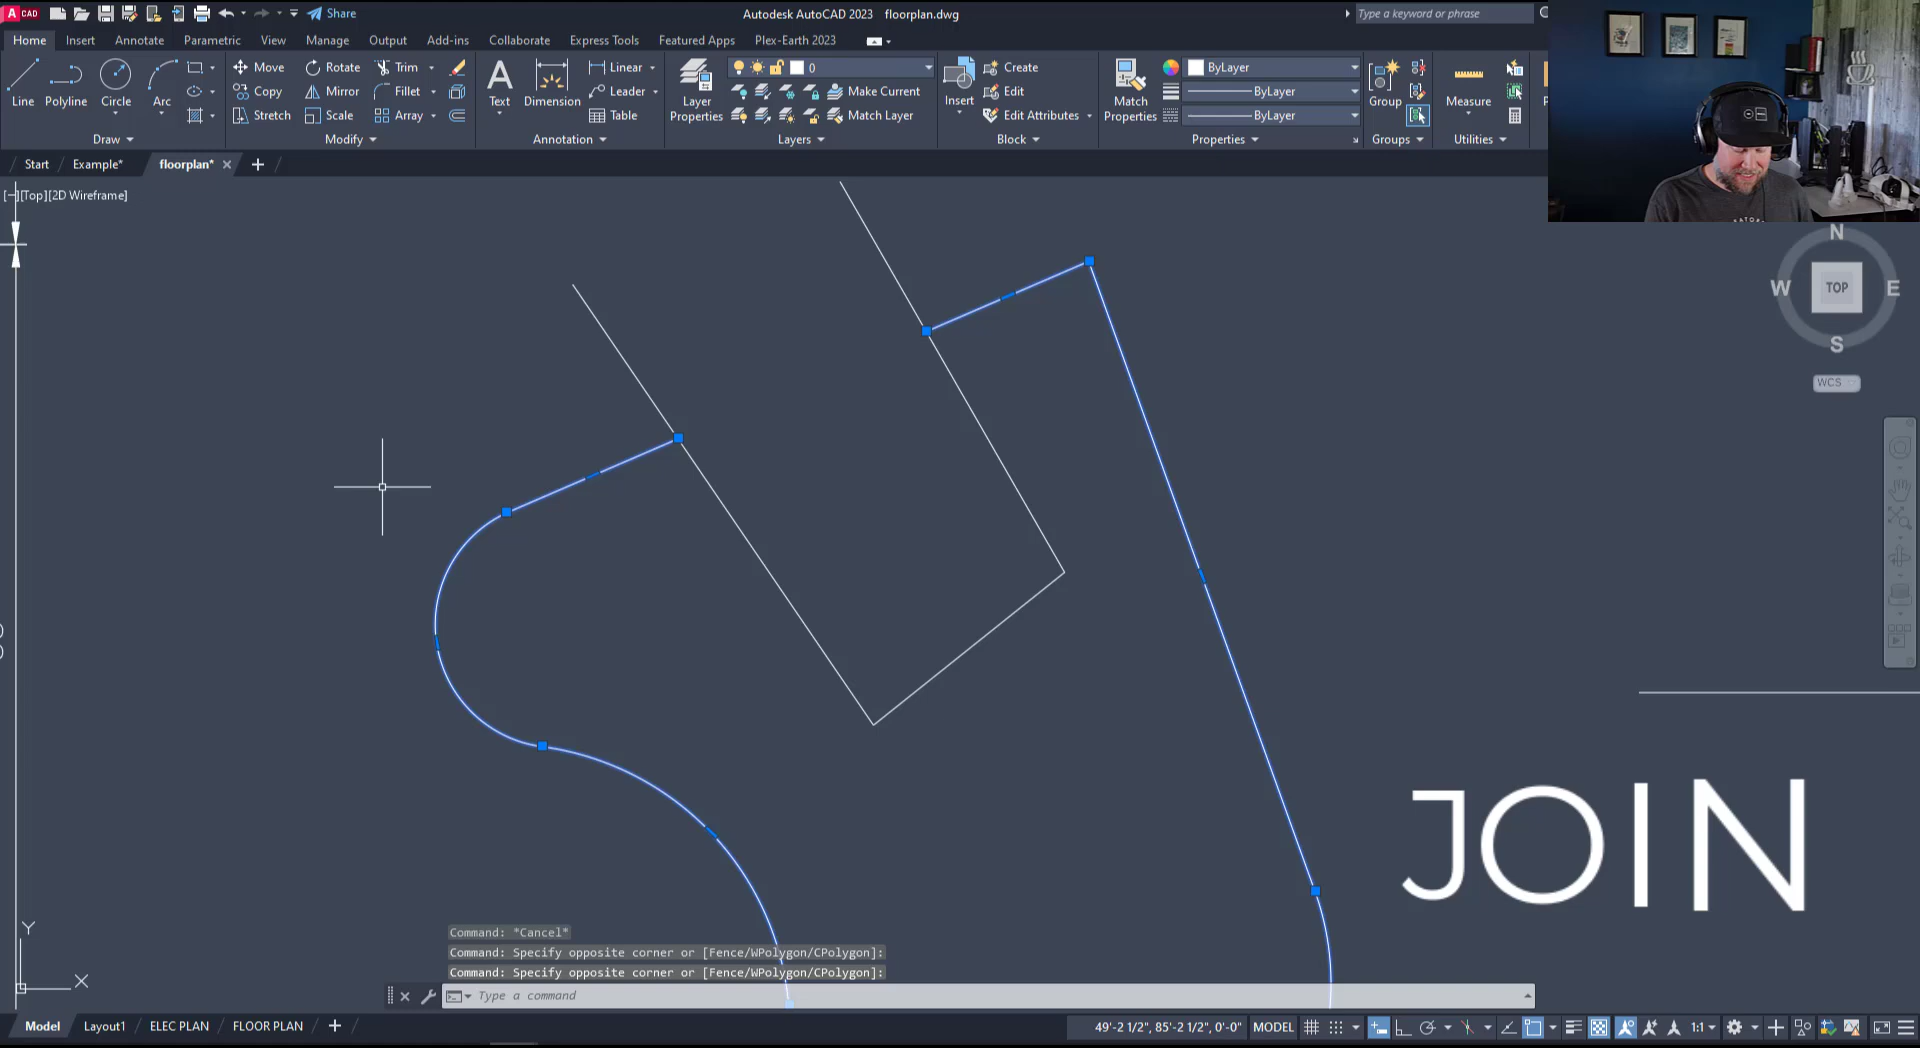 A CAD
Share
Autodesk AutoCAD 2023 floorplan.dwg
Type a keyword or phrase
Home Insert Annotate Parametric View Manage Output Add-ins Collaborate Express Tools Featured Apps Plex-Earth 2023
Line Polyline Circle Arc
Draw
Move Rotate Trim
Copy Mirror Fillet
Stretch Scale Array
Modify
Text Dimension
Linear
Leader
Table
Annotation
Layer Properties
0
Make Current
Match Layer
Layers
Insert
Create
Edit
Edit Attributes
Block
Match Properties
ByLayer
ByLayer
ByLayer
Properties
Group
Groups
Measure
Utilities
Start Example* floorplan*
[–][Top][2D Wireframe]
N
W TOP E
S
WCS
JOIN
Y
X
Command: *Cancel*
Command: Specify opposite corner or [Fence/WPolygon/CPolygon]:
Command: Specify opposite corner or [Fence/WPolygon/CPolygon]:
Type a command
Model Layout1 ELEC PLAN FLOOR PLAN
49'-2 1/2", 85'-2 1/2", 0'-0" MODEL 1:1